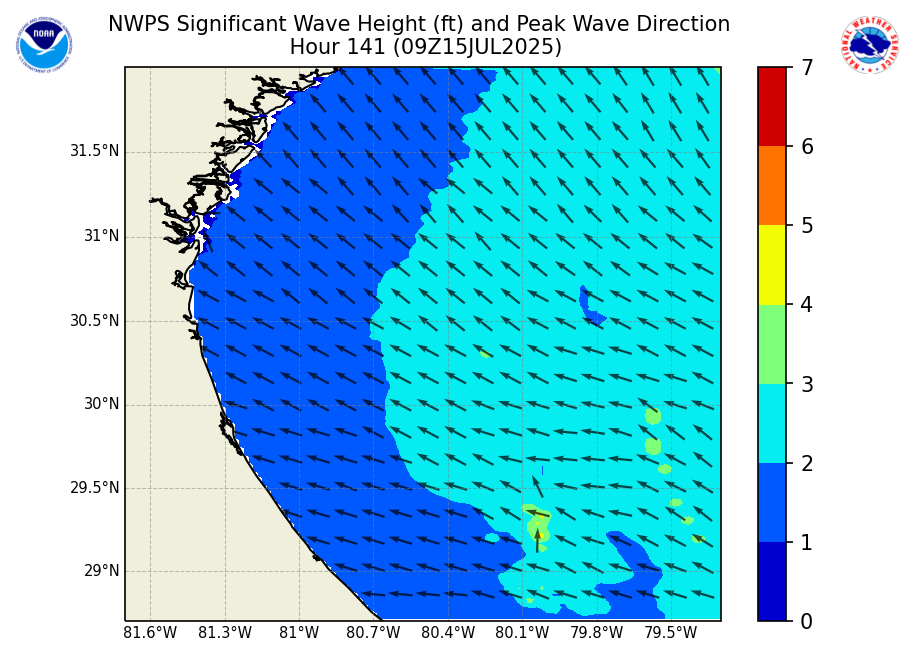 NWPS Significant Wave Height (ft) and Peak Wave Direction
Hour 141 (09Z15JUL2025)
NOAA
NATIONAL WEATHER SERVICE
31.5°N
31°N
30.5°N
30°N
29.5°N
29°N
81.6°W 81.3°W 81°W 80.7°W 80.4°W 80.1°W 79.8°W 79.5°W
7
6
5
4
3
2
1
0